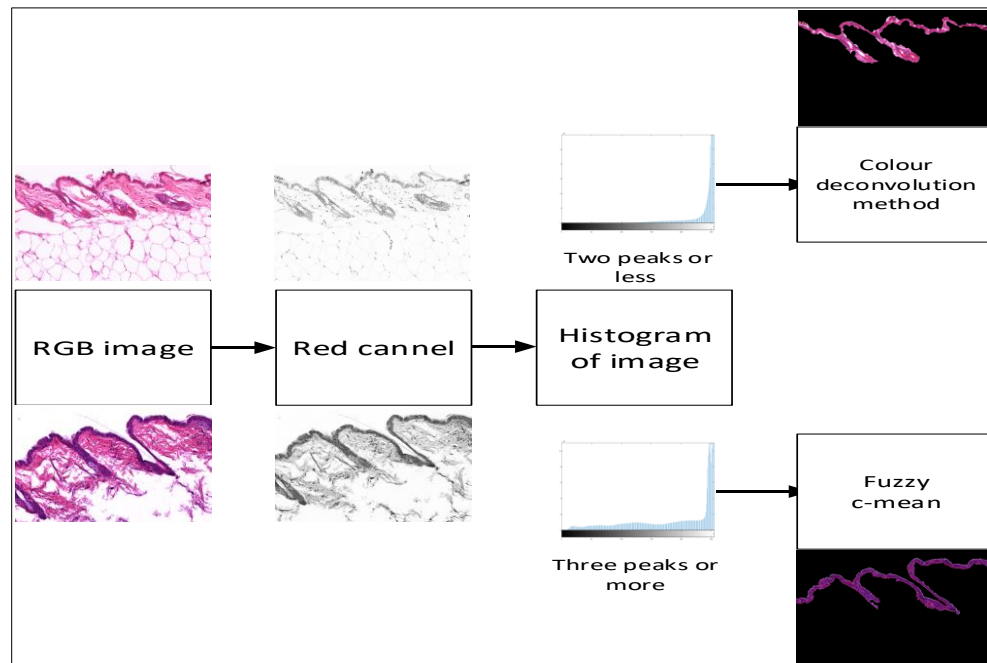 Colour
deconvolution
method
Two peaks or
less
RGB image
Red cannel
Histogram
of image
Fuzzy
c-mean
Three peaks or
more